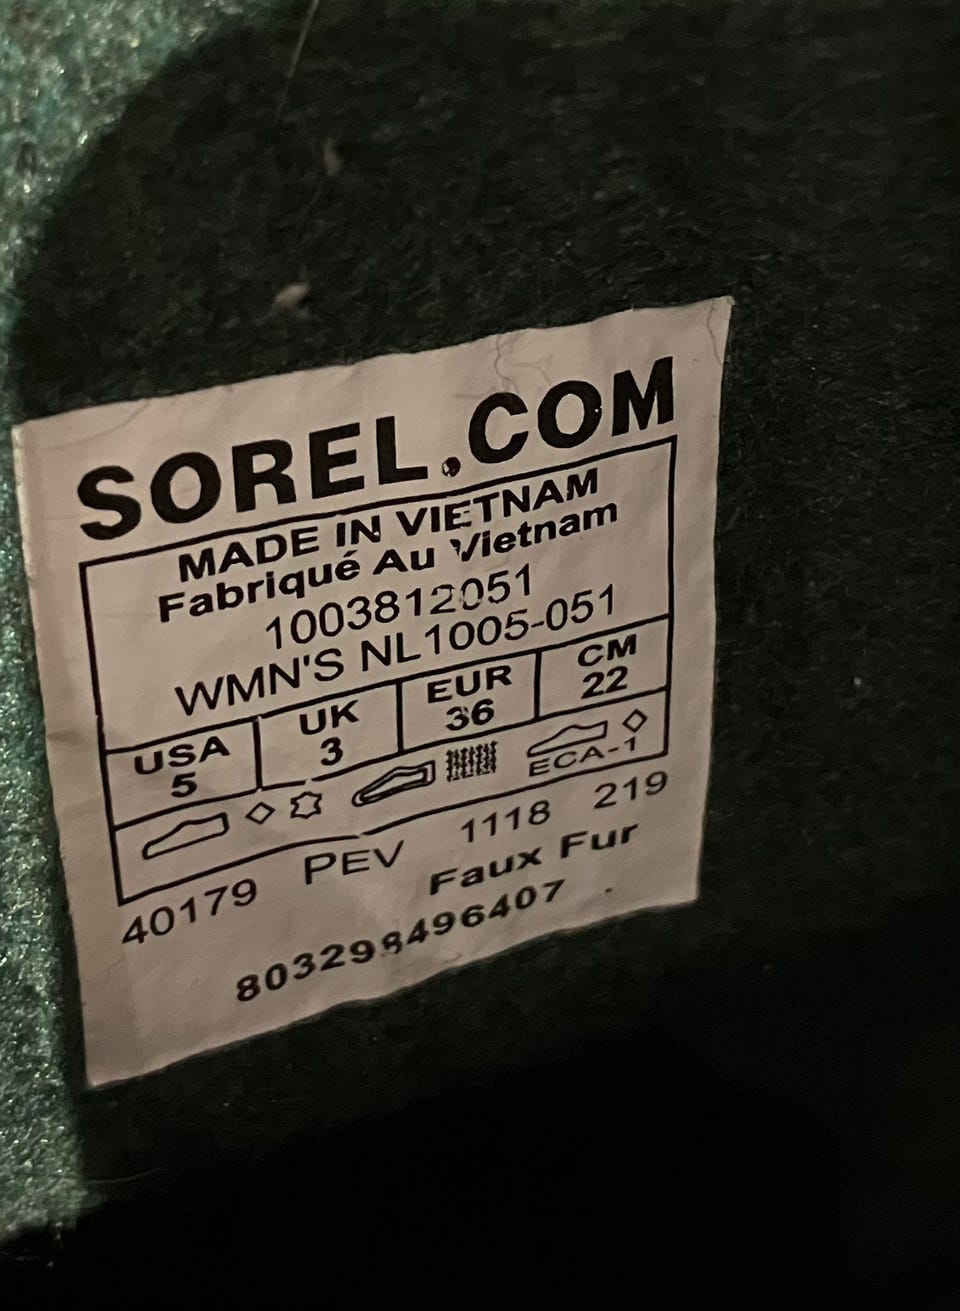 SOREL.COM
MADE IN VIETNAM
Fabriqué Au Vietnam
1003812051
WMN'S NL1005-051
USA UK EUR CM
5 3 36 22
ECA-1
40179 PEV 1118 219
Faux Fur
803298496407